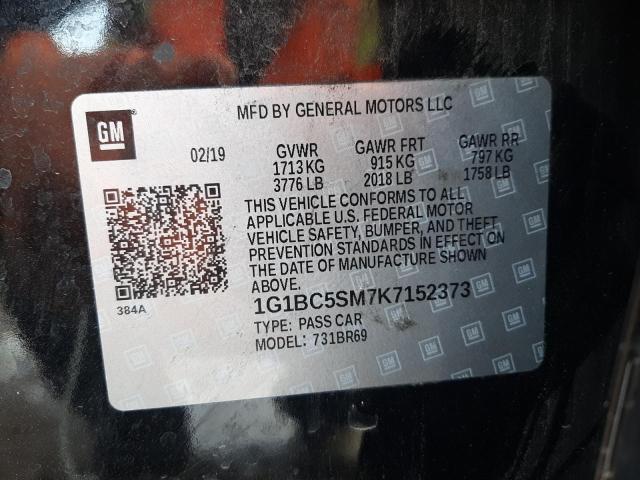 GM
MFD BY GENERAL MOTORS LLC
02/19 GVWR GAWR FRT GAWR RR
1713 KG 915 KG 797 KG
3776 LB 2018 LB 1758 LB
THIS VEHICLE CONFORMS TO ALL
APPLICABLE U.S. FEDERAL MOTOR
VEHICLE SAFETY, BUMPER, AND THEFT
PREVENTION STANDARDS IN EFFECT ON
THE DATE OF MANUFACTURE SHOWN
ABOVE.
384A
1G1BC5SM7K7152373
TYPE: PASS CAR
MODEL: 731BR69